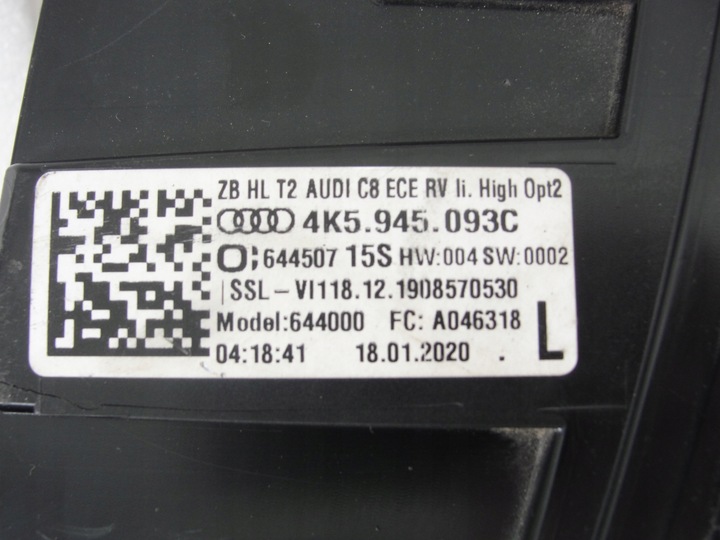 ZB HL T2 AUDI C8 ECE RV li. High Opt2
4K5.945.093C
644507 15S HW:004 SW:0002
|SSL-VI118.12.1908570530
Model:644000 FC: A046318
04:18:41 18.01.2020 . L